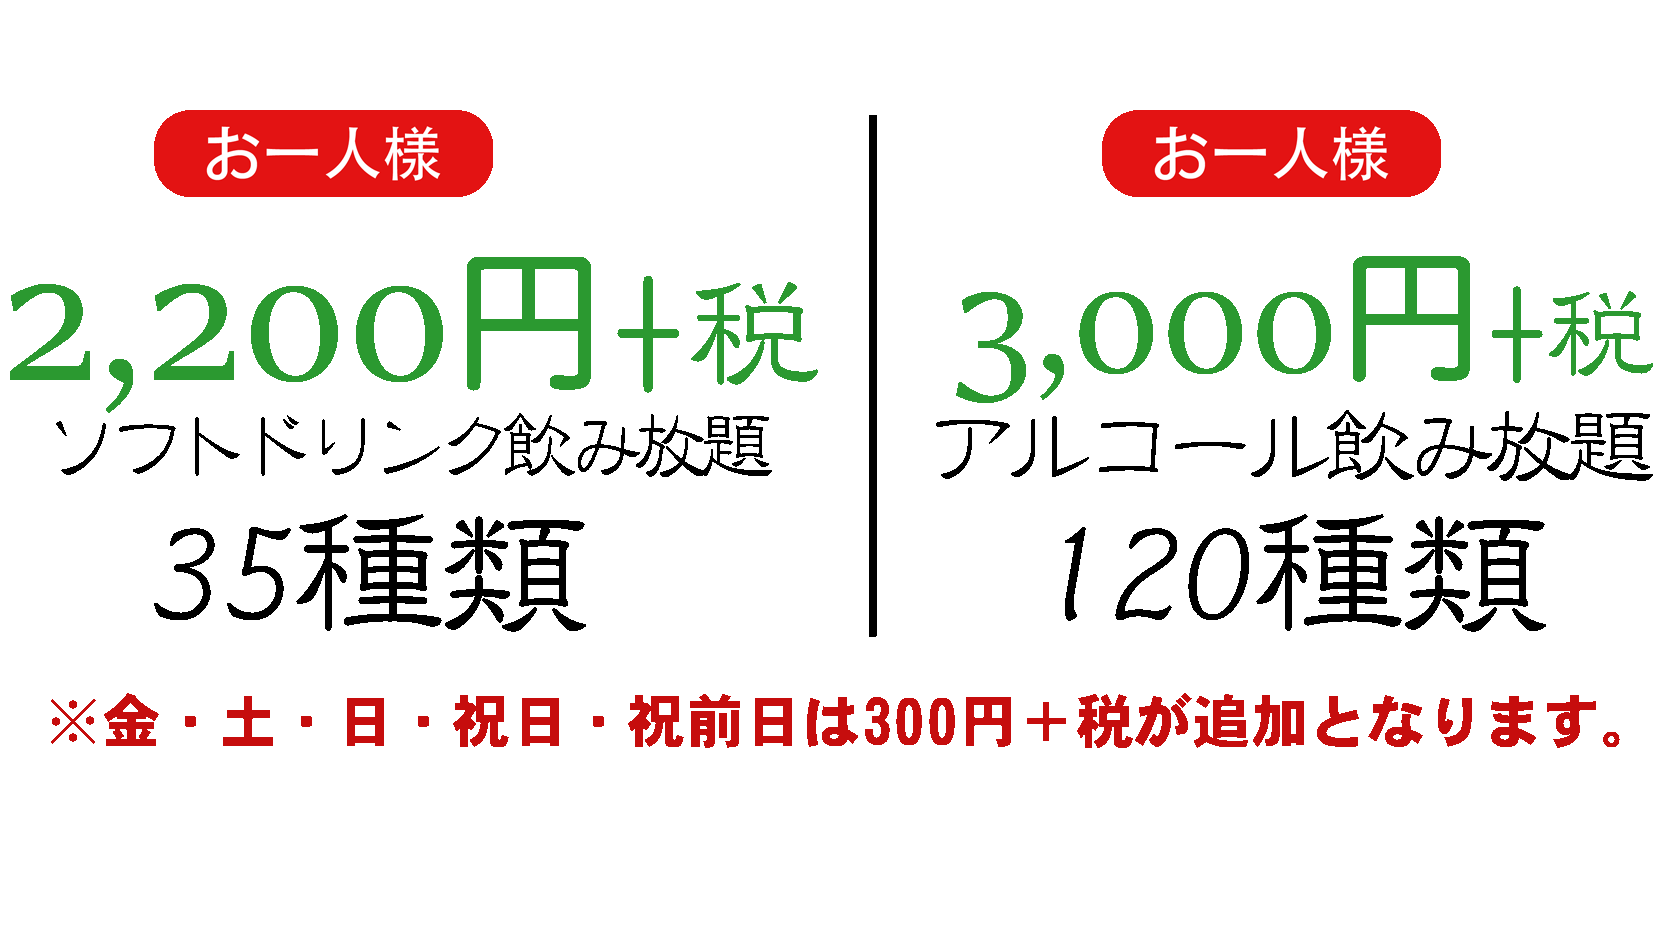 お一人様
2,200円+税
ソフトドリンク飲み放題
35種類
お一人様
3,000円+税
アルコール飲み放題
120種類
※金・土・日・祝日・祝前日は300円+税が追加となります。